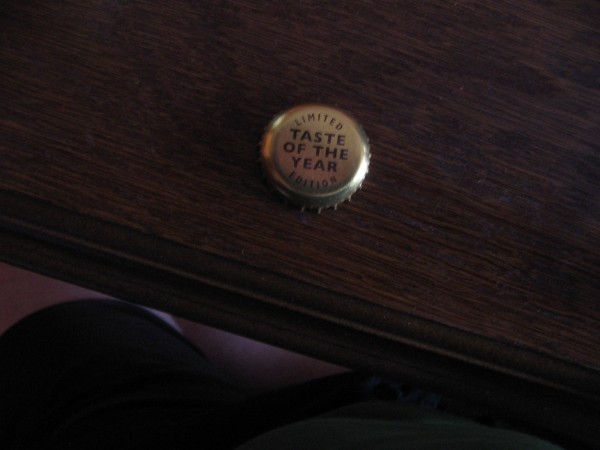 LIMITED
TASTE
OF THE
YEAR
EDITION